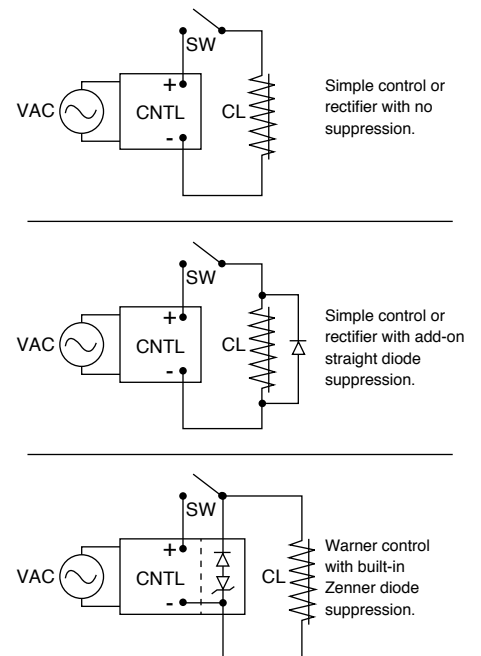 SW
+
VAC
CNTL
CL
-
Simple control or
rectifier with no
suppression.
SW
+
VAC
CNTL
CL
-
Simple control or
rectifier with add-on
straight diode
suppression.
SW
+
VAC
CNTL
CL
-
Warner control
with built-in
Zenner diode
suppression.